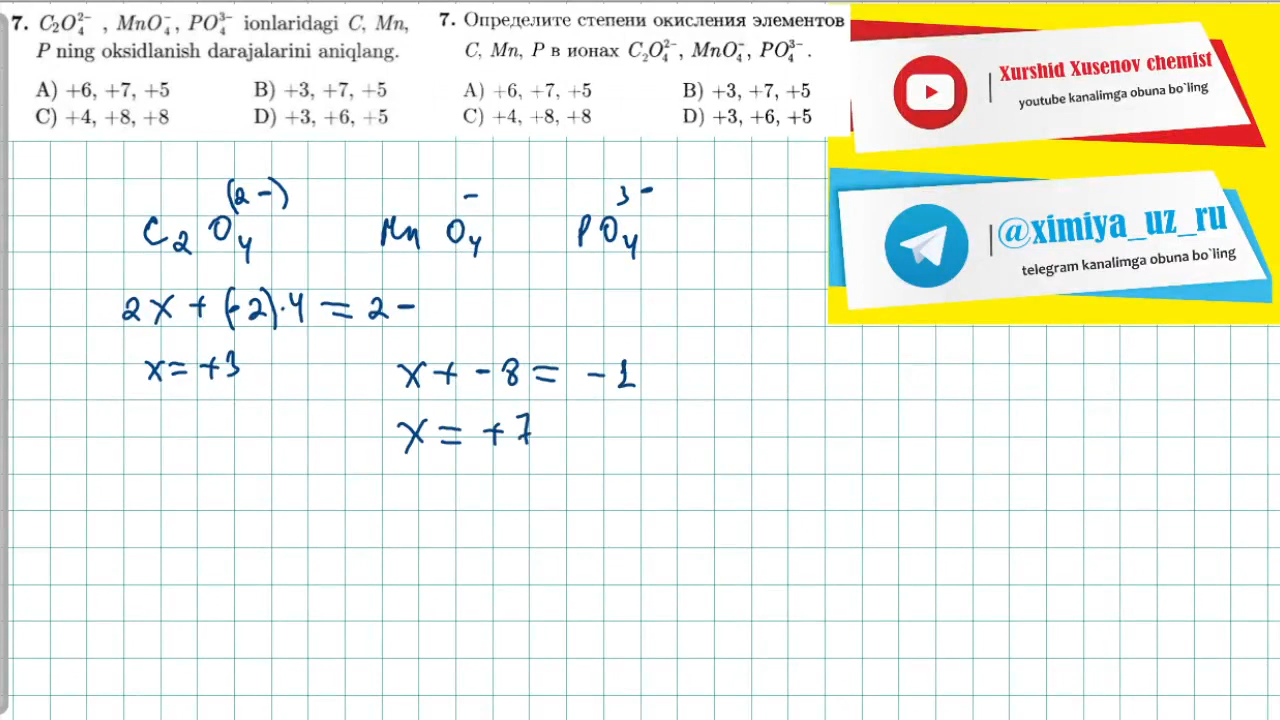 7. C₂O₄²⁻ , MnO₄⁻, PO₄³⁻ ionlaridagi C, Mn,
P ning oksidlanish darajalarini aniqlang.
A) +6, +7, +5 B) +3, +7, +5
C) +4, +8, +8 D) +3, +6, +5
7. Определите степени окисления элементов
C, Mn, P в ионах C₂O₄²⁻, MnO₄⁻, PO₄³⁻.
A) +6, +7, +5 B) +3, +7, +5
C) +4, +8, +8 D) +3, +6, +5
Xurshid Xusenov chemist
youtube kanalimga obuna bo`ling
@ximiya_uz_ru
telegram kanalimga obuna bo`ling
C₂O₄⁽²⁻⁾ MnO₄⁻ PO₄³⁻
2x + (-2)·4 = 2-
x = +3
x + -8 = -1
x = +7